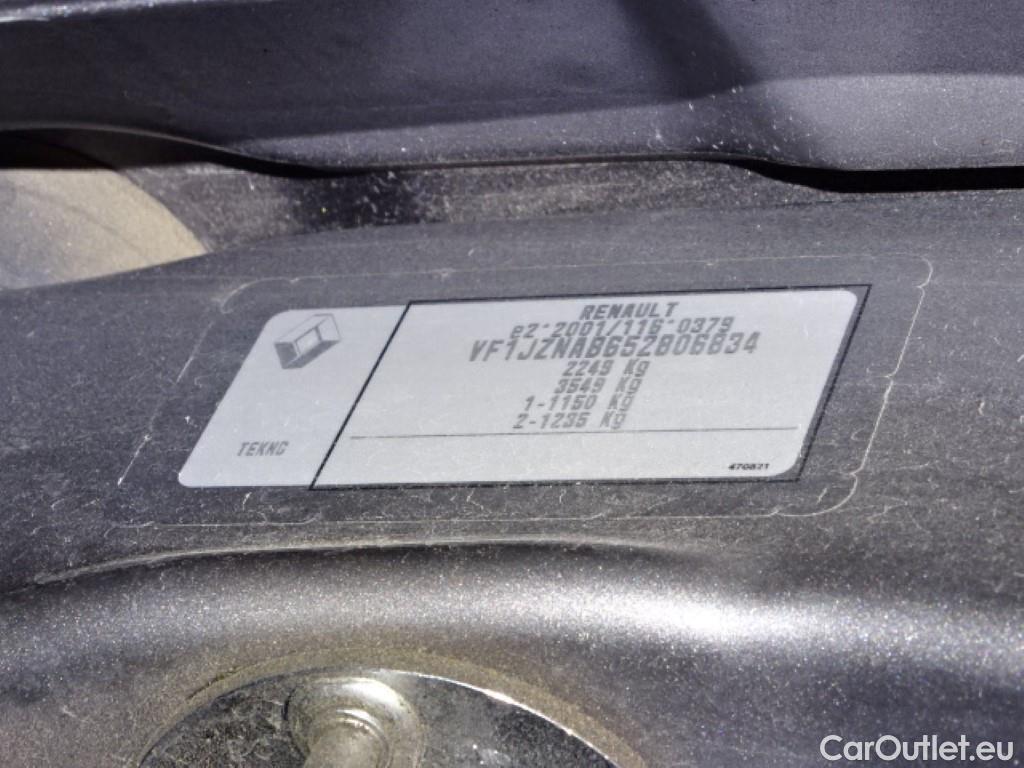 RENAULT
e2*2001/116*0379
VF1JZNAB652806834
2249 Kg
3549 Kg
1-1150 Kg
2-1235 Kg
TEKNO
470821
CarOutlet.eu